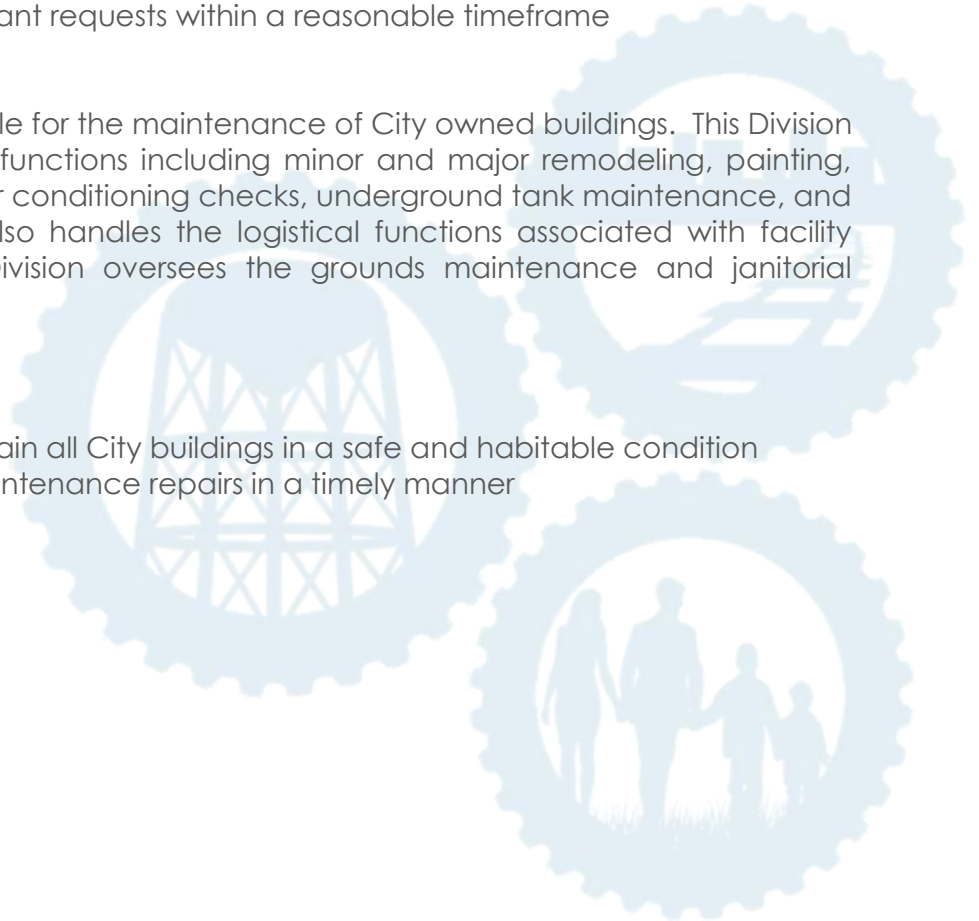 ant requests within a reasonable timeframe
le for the maintenance of City owned buildings. This Division
functions including minor and major remodeling, painting,
r conditioning checks, underground tank maintenance, and
lso handles the logistical functions associated with facility
ivision oversees the grounds maintenance and janitorial
ain all City buildings in a safe and habitable condition
intenance repairs in a timely manner